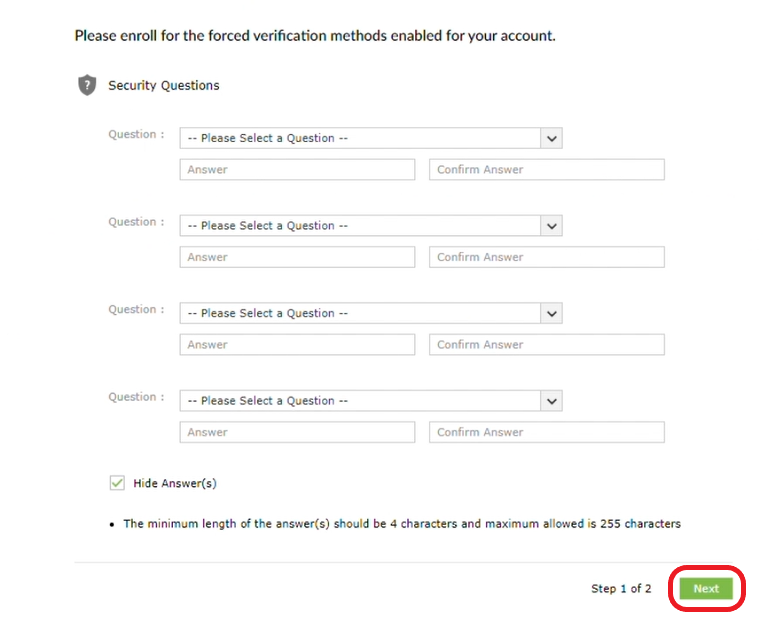 Please enroll for the forced verification methods enabled for your account.
? Security Questions
Question : -- Please Select a Question --
Answer Confirm Answer
Question : -- Please Select a Question --
Answer Confirm Answer
Question : -- Please Select a Question --
Answer Confirm Answer
Question : -- Please Select a Question --
Answer Confirm Answer
Hide Answer(s)
• The minimum length of the answer(s) should be 4 characters and maximum allowed is 255 characters
Step 1 of 2 Next